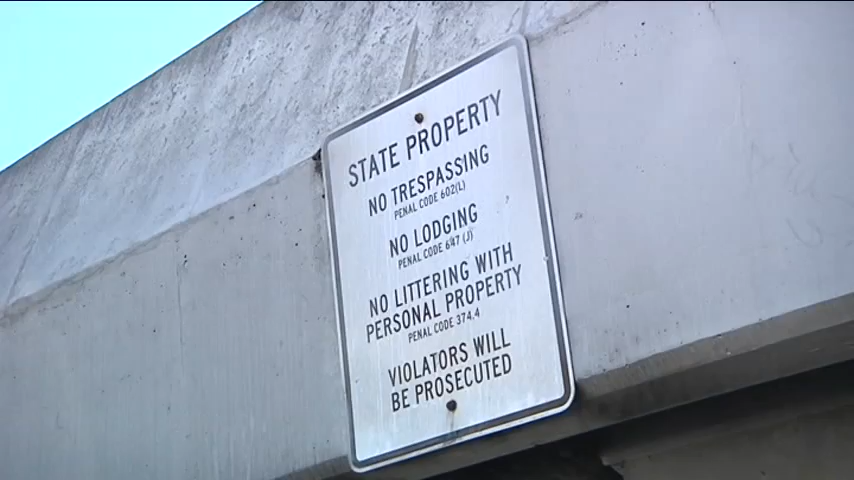 STATE PROPERTY
NO TRESPASSING
PENAL CODE 602(L)
NO LODGING
PENAL CODE 647 (J)
NO LITTERING WITH
PERSONAL PROPERTY
PENAL CODE 374.4
VIOLATORS WILL
BE PROSECUTED